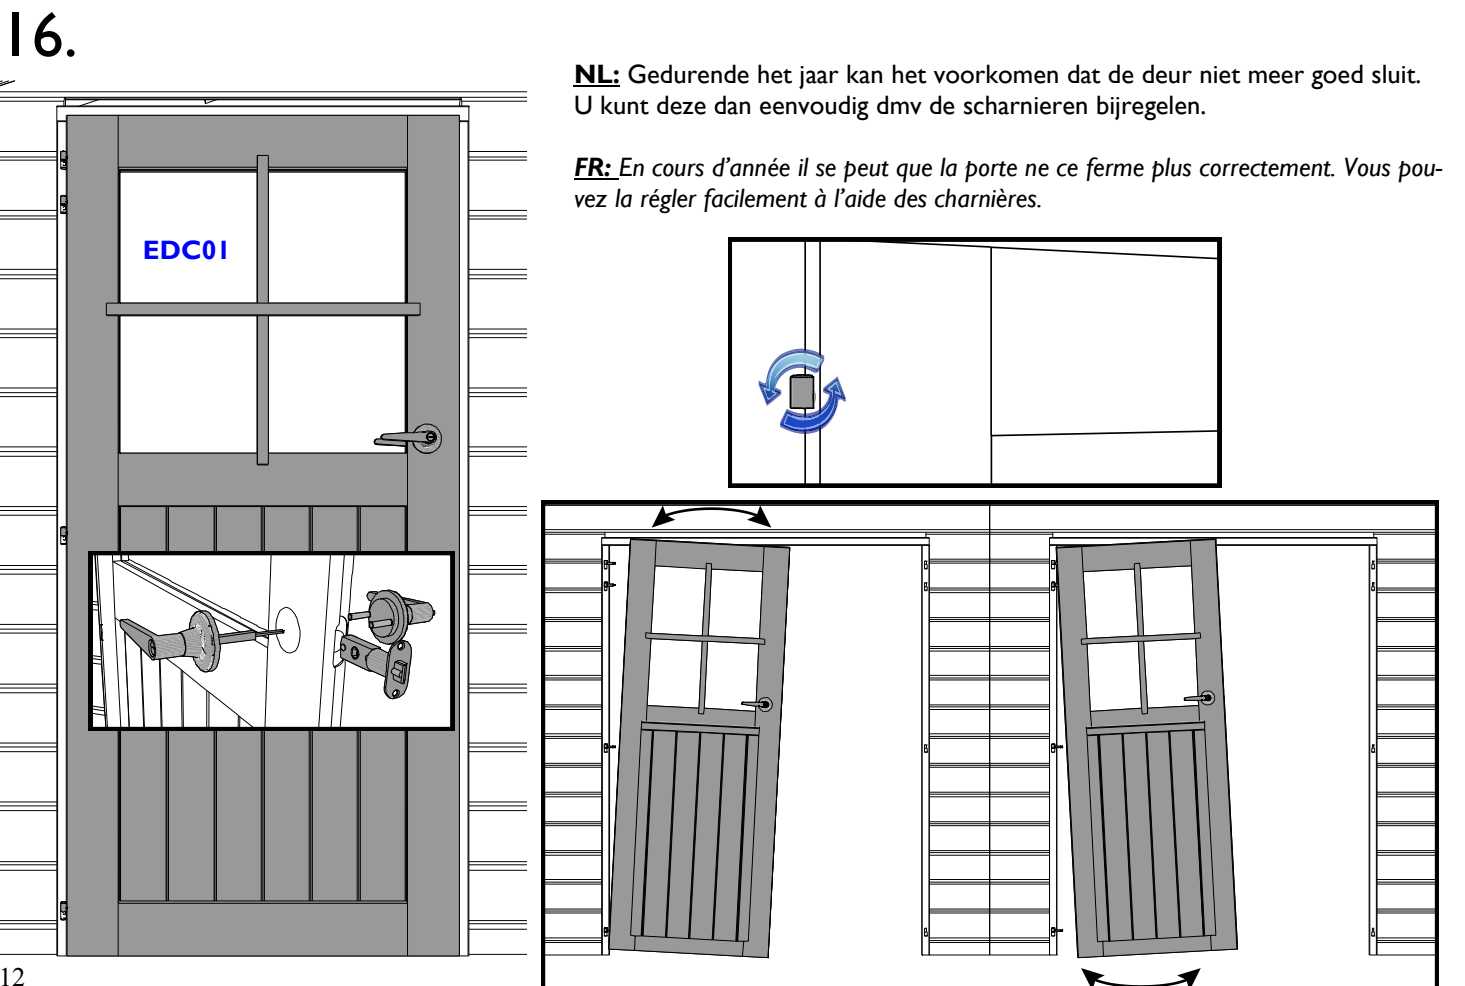 16.
NL: Gedurende het jaar kan het voorkomen dat de deur niet meer goed sluit.
U kunt deze dan eenvoudig dmv de scharnieren bijregelen.
FR: En cours d’année il se peut que la porte ne ce ferme plus correctement. Vous pou-
vez la régler facilement à l’aide des charnières.
EDC01
12